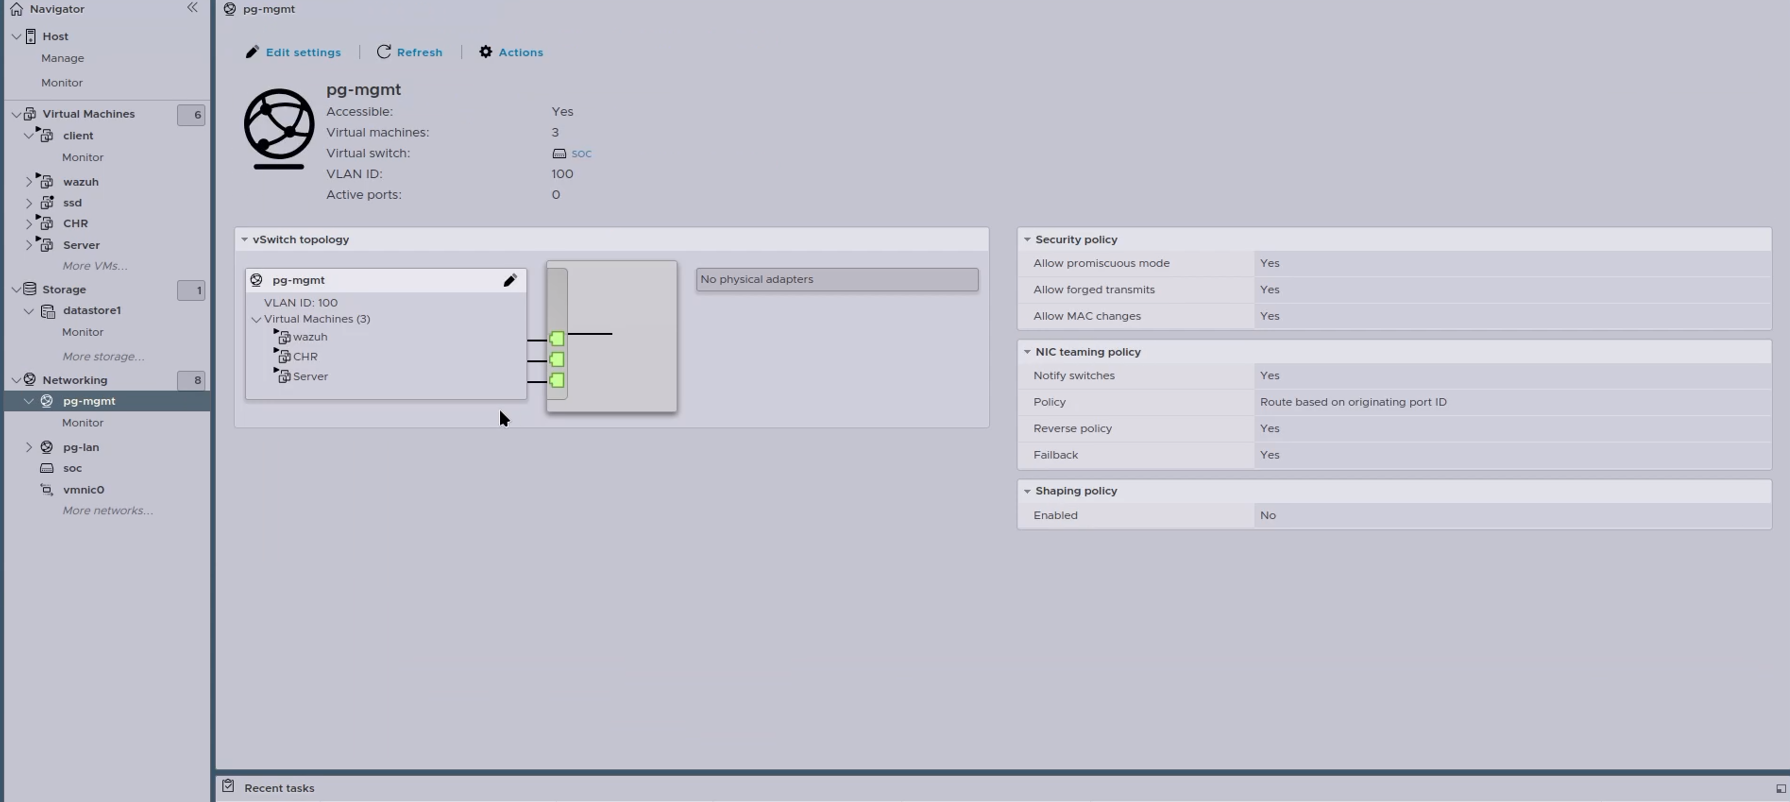 Navigator
Host
Manage
Monitor
Virtual Machines 6
client
Monitor
wazuh
ssd
CHR
Server
More VMs...
Storage 1
datastore1
Monitor
More storage...
Networking 8
pg-mgmt
Monitor
pg-lan
soc
vmnic0
More networks...
pg-mgmt
Edit settings Refresh Actions
pg-mgmt
Accessible: Yes
Virtual machines: 3
Virtual switch: soc
VLAN ID: 100
Active ports: 0
vSwitch topology
pg-mgmt
VLAN ID: 100
Virtual Machines (3)
wazuh
CHR
Server
No physical adapters
Security policy
Allow promiscuous mode Yes
Allow forged transmits Yes
Allow MAC changes Yes
NIC teaming policy
Notify switches Yes
Policy Route based on originating port ID
Reverse policy Yes
Failback Yes
Shaping policy
Enabled No
Recent tasks